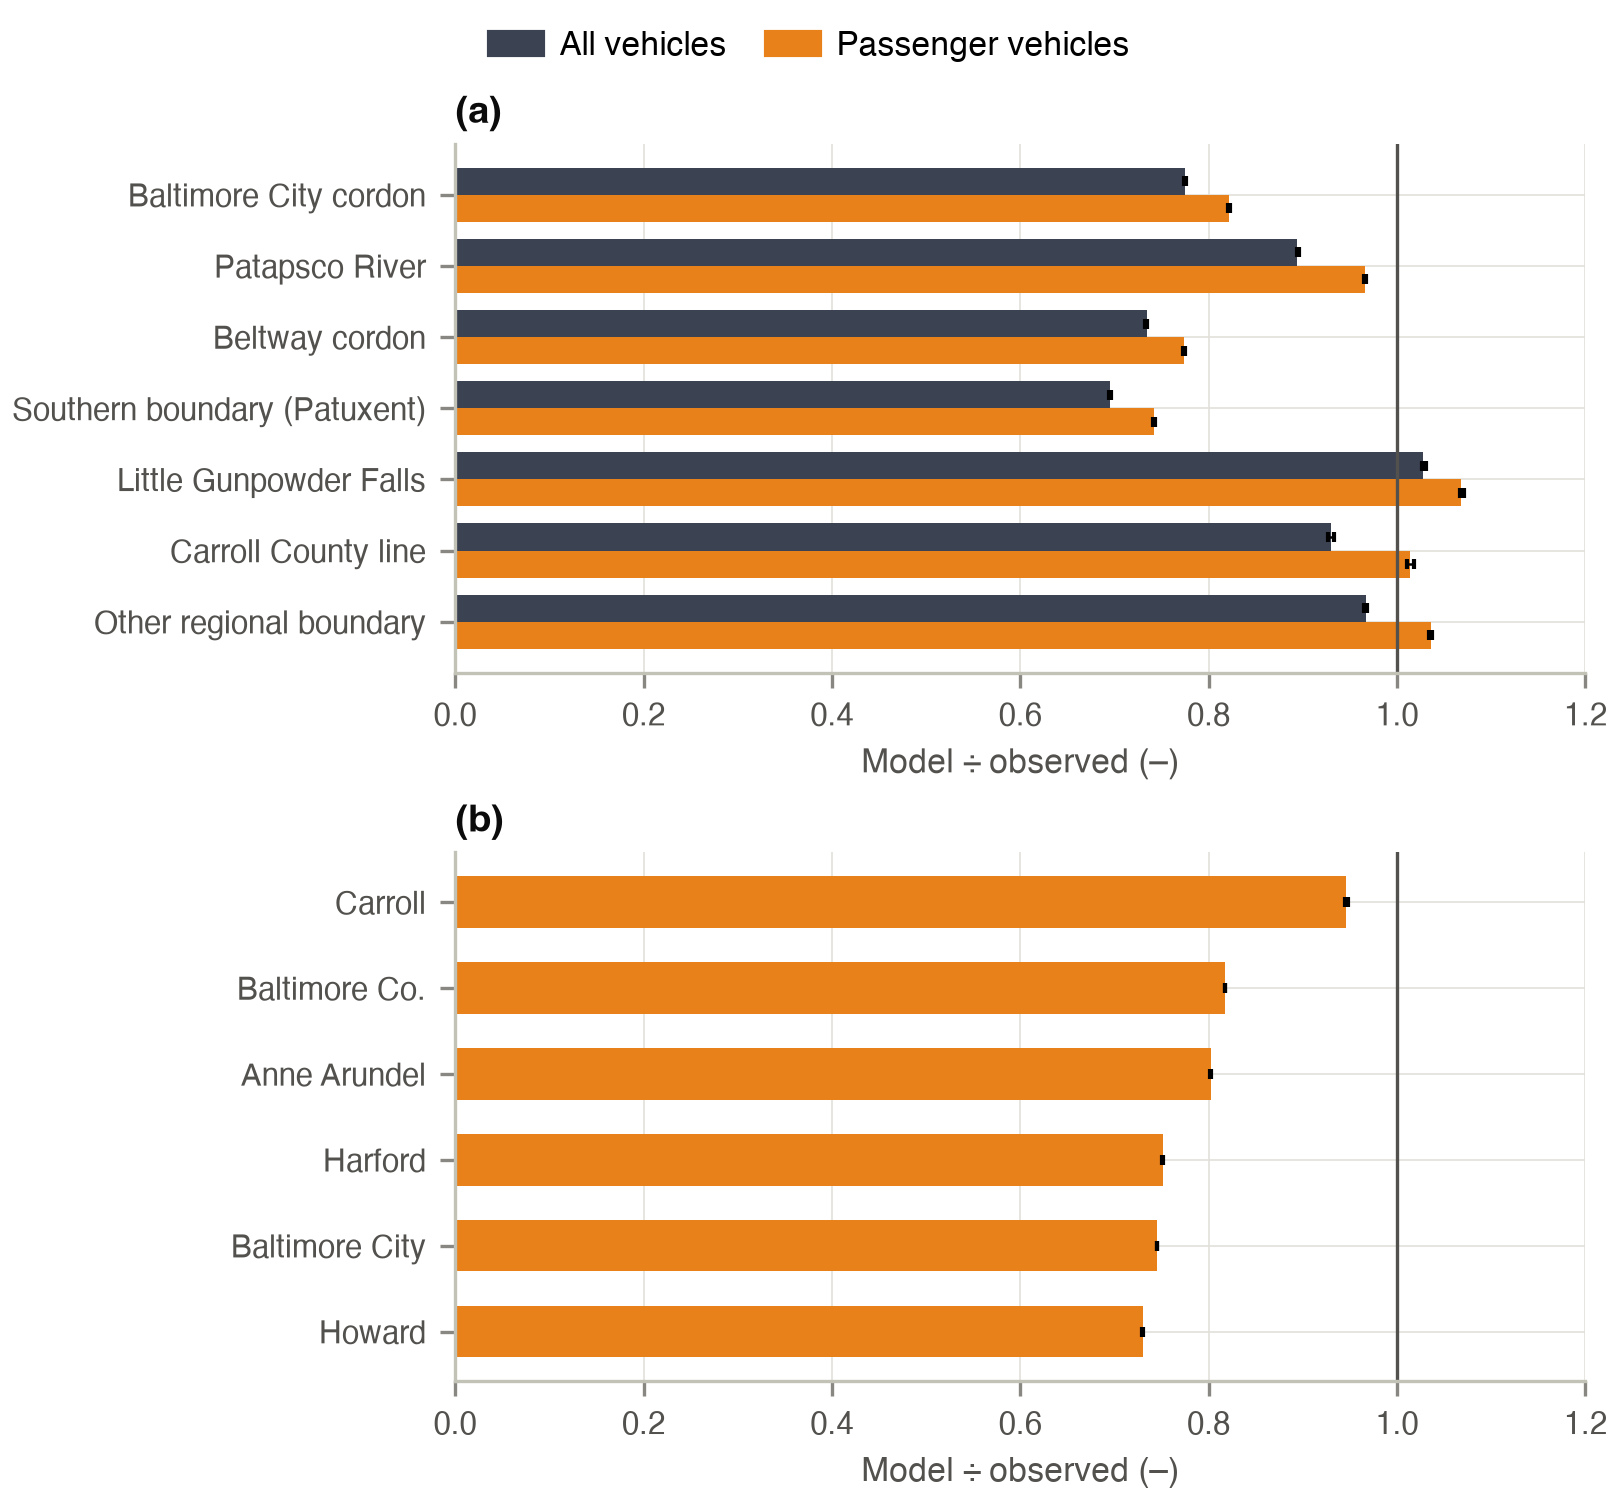 All vehicles Passenger vehicles
(a)
Baltimore City cordon
Patapsco River
Beltway cordon
Southern boundary (Patuxent)
Little Gunpowder Falls
Carroll County line
Other regional boundary
0.0 0.2 0.4 0.6 0.8 1.0 1.2
Model ÷ observed (–)
(b)
Carroll
Baltimore Co.
Anne Arundel
Harford
Baltimore City
Howard
0.0 0.2 0.4 0.6 0.8 1.0 1.2
Model ÷ observed (–)